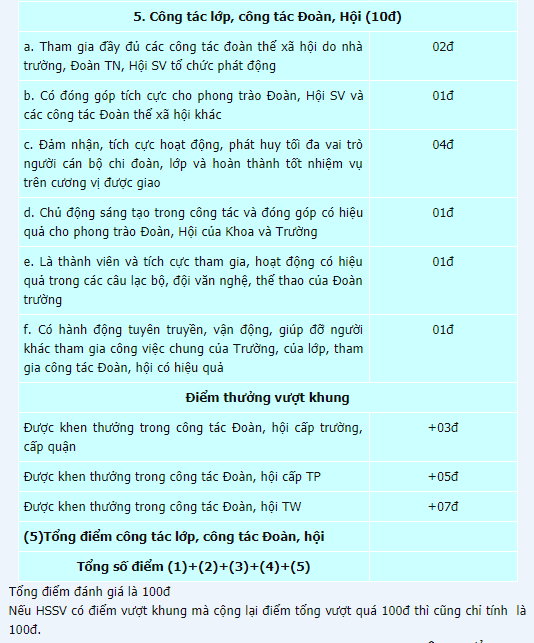 5. Công tác lớp, công tác Đoàn, Hội (10đ)
a. Tham gia đầy đủ các công tác đoàn thể xã hội do nhà 02đ
trường, Đoàn TN, Hội SV tổ chức phát động
b. Có đóng góp tích cực cho phong trào Đoàn, Hội SV và 01đ
các công tác Đoàn thể xã hội khác
c. Đảm nhận, tích cực hoạt động, phát huy tối đa vai trò 04đ
người cán bộ chi đoàn, lớp và hoàn thành tốt nhiệm vụ
trên cương vị được giao
d. Chủ động sáng tạo trong công tác và đóng góp có hiệu 01đ
quả cho phong trào Đoàn, Hội của Khoa và Trường
e. Là thành viên và tích cực tham gia, hoạt động có hiệu 01đ
quả trong các câu lạc bộ, đội văn nghệ, thể thao của Đoàn
trường
f. Có hành động tuyên truyền, vận động, giúp đỡ người 01đ
khác tham gia công việc chung của Trường, của lớp, tham
gia công tác Đoàn, hội có hiệu quả
Điểm thưởng vượt khung
Được khen thưởng trong công tác Đoàn, hội cấp trường, +03đ
cấp quận
Được khen thưởng trong công tác Đoàn, hội cấp TP +05đ
Được khen thưởng trong công tác Đoàn, hội TW +07đ
(5)Tổng điểm công tác lớp, công tác Đoàn, hội
Tổng số điểm (1)+(2)+(3)+(4)+(5)
Tổng điểm đánh giá là 100đ
Nếu HSSV có điểm vượt khung mà cộng lại điểm tổng vượt quá 100đ thì cũng chỉ tính là
100đ.